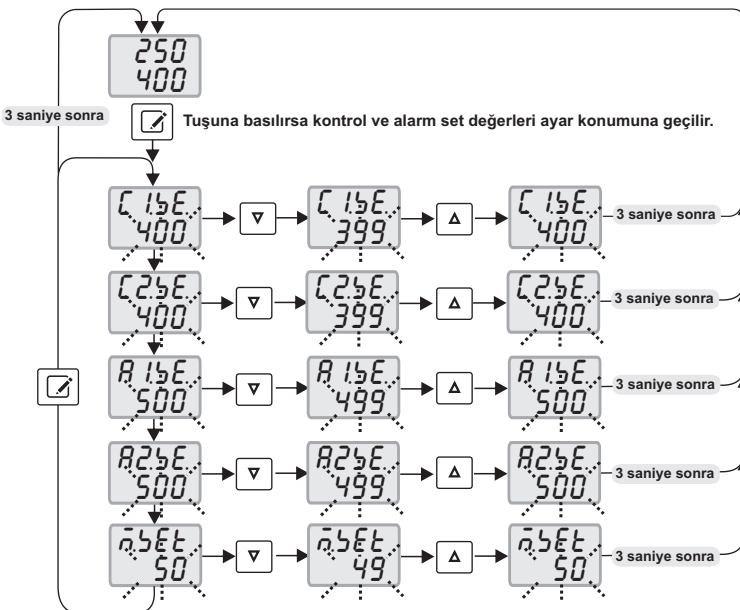 250
400
3 saniye sonra
Tuşuna basılırsa kontrol ve alarm set değerleri ayar konumuna geçilir.
C1.SE.
400
C1.SE.
399
C1.SE.
400
3 saniye sonra
C2.SE.
400
C2.SE.
399
C2.SE.
400
3 saniye sonra
A1.SE.
500
A1.SE.
499
A1.SE.
500
3 saniye sonra
A2.SE.
500
A2.SE.
499
A2.SE.
500
3 saniye sonra
m.SEt
50
m.SEt
49
m.SEt
50
3 saniye sonra